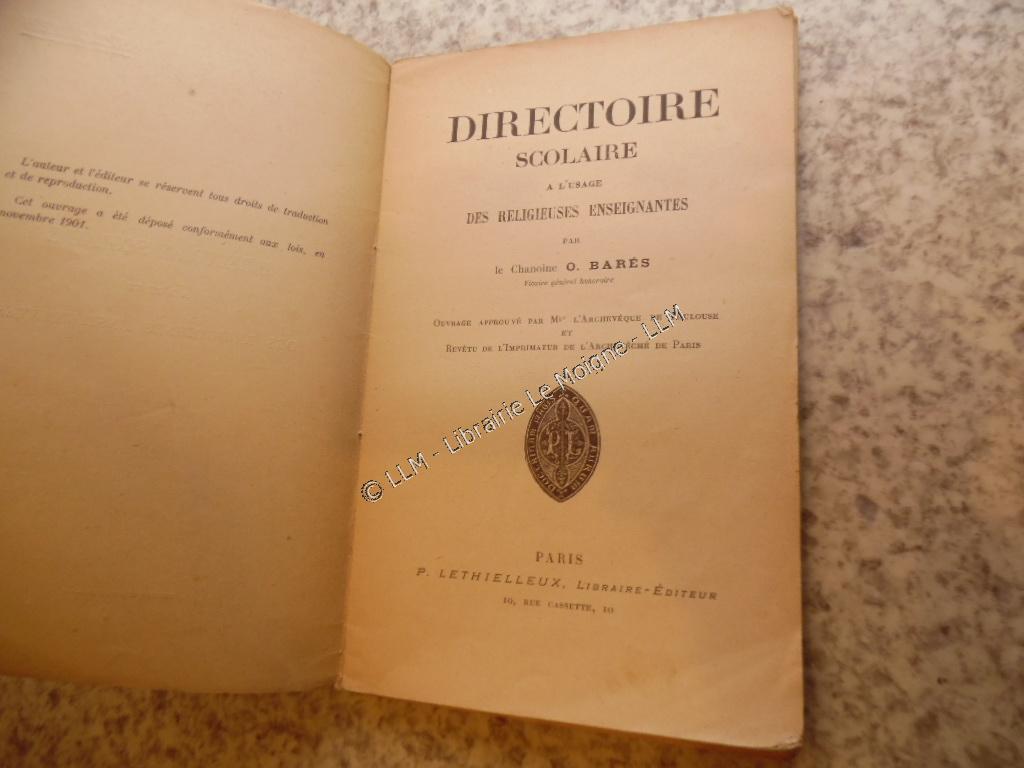 L'auteur et l'éditeur se réservent tous droits de traduction
et de reproduction.
Cet ouvrage a été déposé conformément aux lois, en
novembre 1901.
DIRECTOIRE
SCOLAIRE
A L'USAGE
DES RELIGIEUSES ENSEIGNANTES
PAR
le Chanoine O. BARÉS
Vicaire général honoraire
OUVRAGE APPROUVÉ PAR Mgr L'ARCHEVÊQUE DE TOULOUSE
ET
REVÊTU DE L'IMPRIMATUR DE L'ARCHEVÊCHÉ DE PARIS
© LLM - Librairie Le Moigne - LLM
P L
PARIS
P. LETHIELLEUX, LIBRAIRE-ÉDITEUR
10, RUE CASSETTE, 10